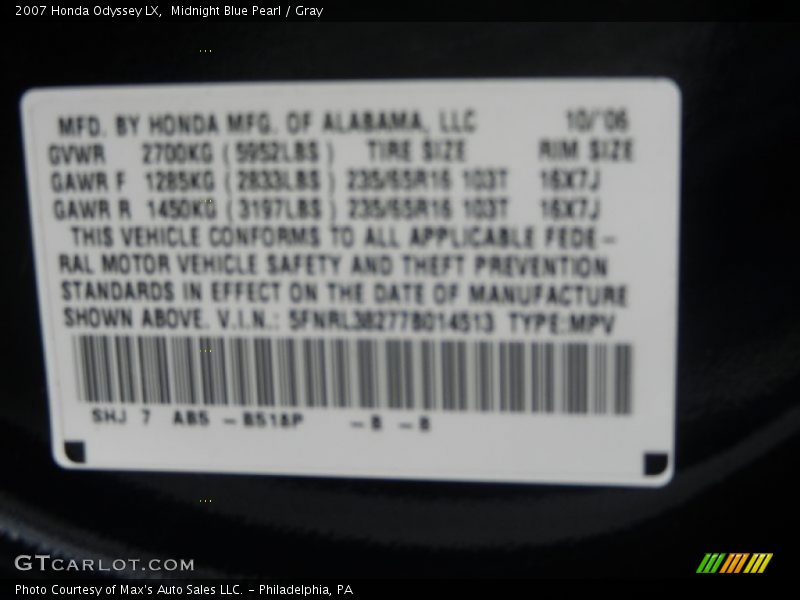 2007 Honda Odyssey LX,  Midnight Blue Pearl / Gray
MFD. BY HONDA MFG. OF ALABAMA, LLC 10/'06
GVWR 2700KG (5952LBS) TIRE SIZE RIM SIZE
GAWR F 1285KG (2833LBS) 235/65R16 103T 16X7J
GAWR R 1450KG (3197LBS) 235/65R16 103T 16X7J
THIS VEHICLE CONFORMS TO ALL APPLICABLE FEDE-
RAL MOTOR VEHICLE SAFETY AND THEFT PREVENTION
STANDARDS IN EFFECT ON THE DATE OF MANUFACTURE
SHOWN ABOVE. V.I.N.: 5FNRL38277B014513 TYPE:MPV
SHJ 7 AB5 - B518P - B - B
GTCARLOT.COM
Photo Courtesy of Max's Auto Sales LLC. - Philadelphia, PA